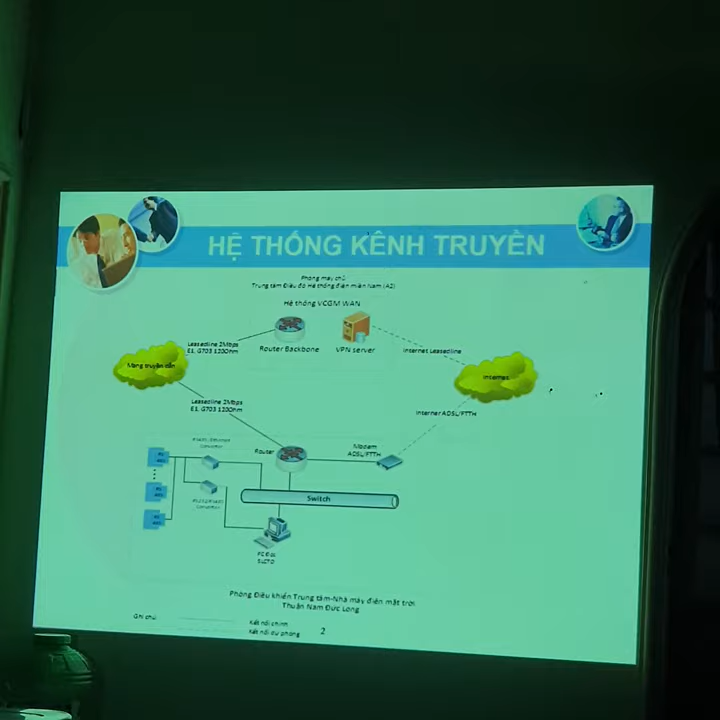 HỆ THỐNG KÊNH TRUYỀN
Phòng máy chủ
Trung tâm Điều độ Hệ thống điện miền Nam (A2)
Hệ thống VCGM WAN
Leasedline 2Mbps
E1, G703 120Ohm
Router Backbone
VPN server
Internet Leasedline
Mạng truyền dẫn
Internet
Leasedline 2Mbps
E1, G703 120Ohm
Internet ADSL/FTTH
Router
Modem
ADSL/FTTH
Switch
PC Đọc
SLCTD
Phòng Điều khiển Trung tâm-Nhà máy điện mặt trời
Thuận Nam Đức Long
Ghi chú:
Kết nối chính
Kết nối dự phòng
2